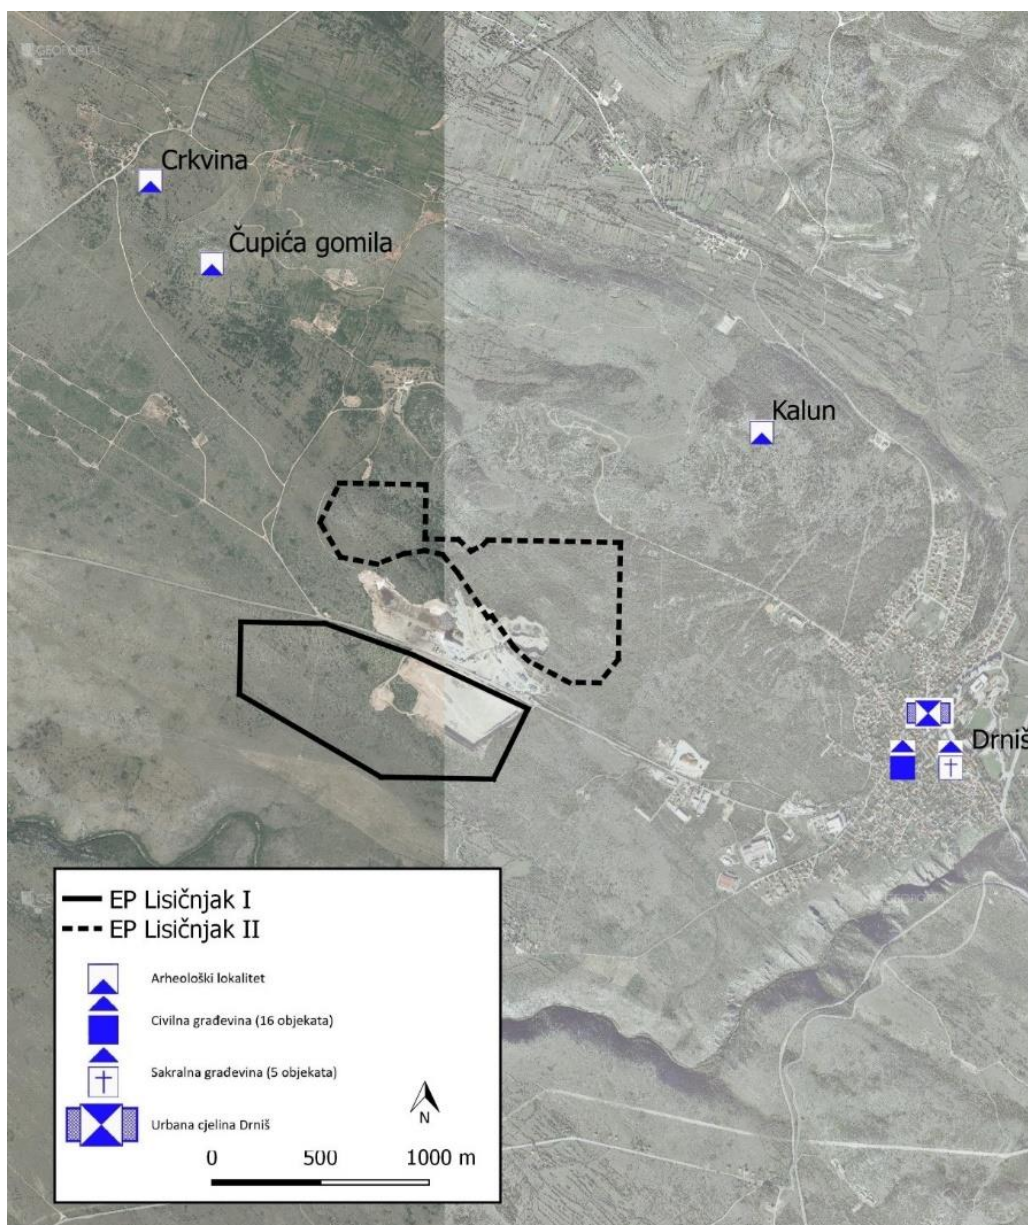 GEOPORTAL
Crkvina
Čupića gomila
Kalun
Drniš
EP Lisičnjak I
EP Lisičnjak II
Arheološki lokalitet
Civilna građevina (16 objekata)
Sakralna građevina (5 objekata)
Urbana cjelina Drniš
N
0 500 1000 m